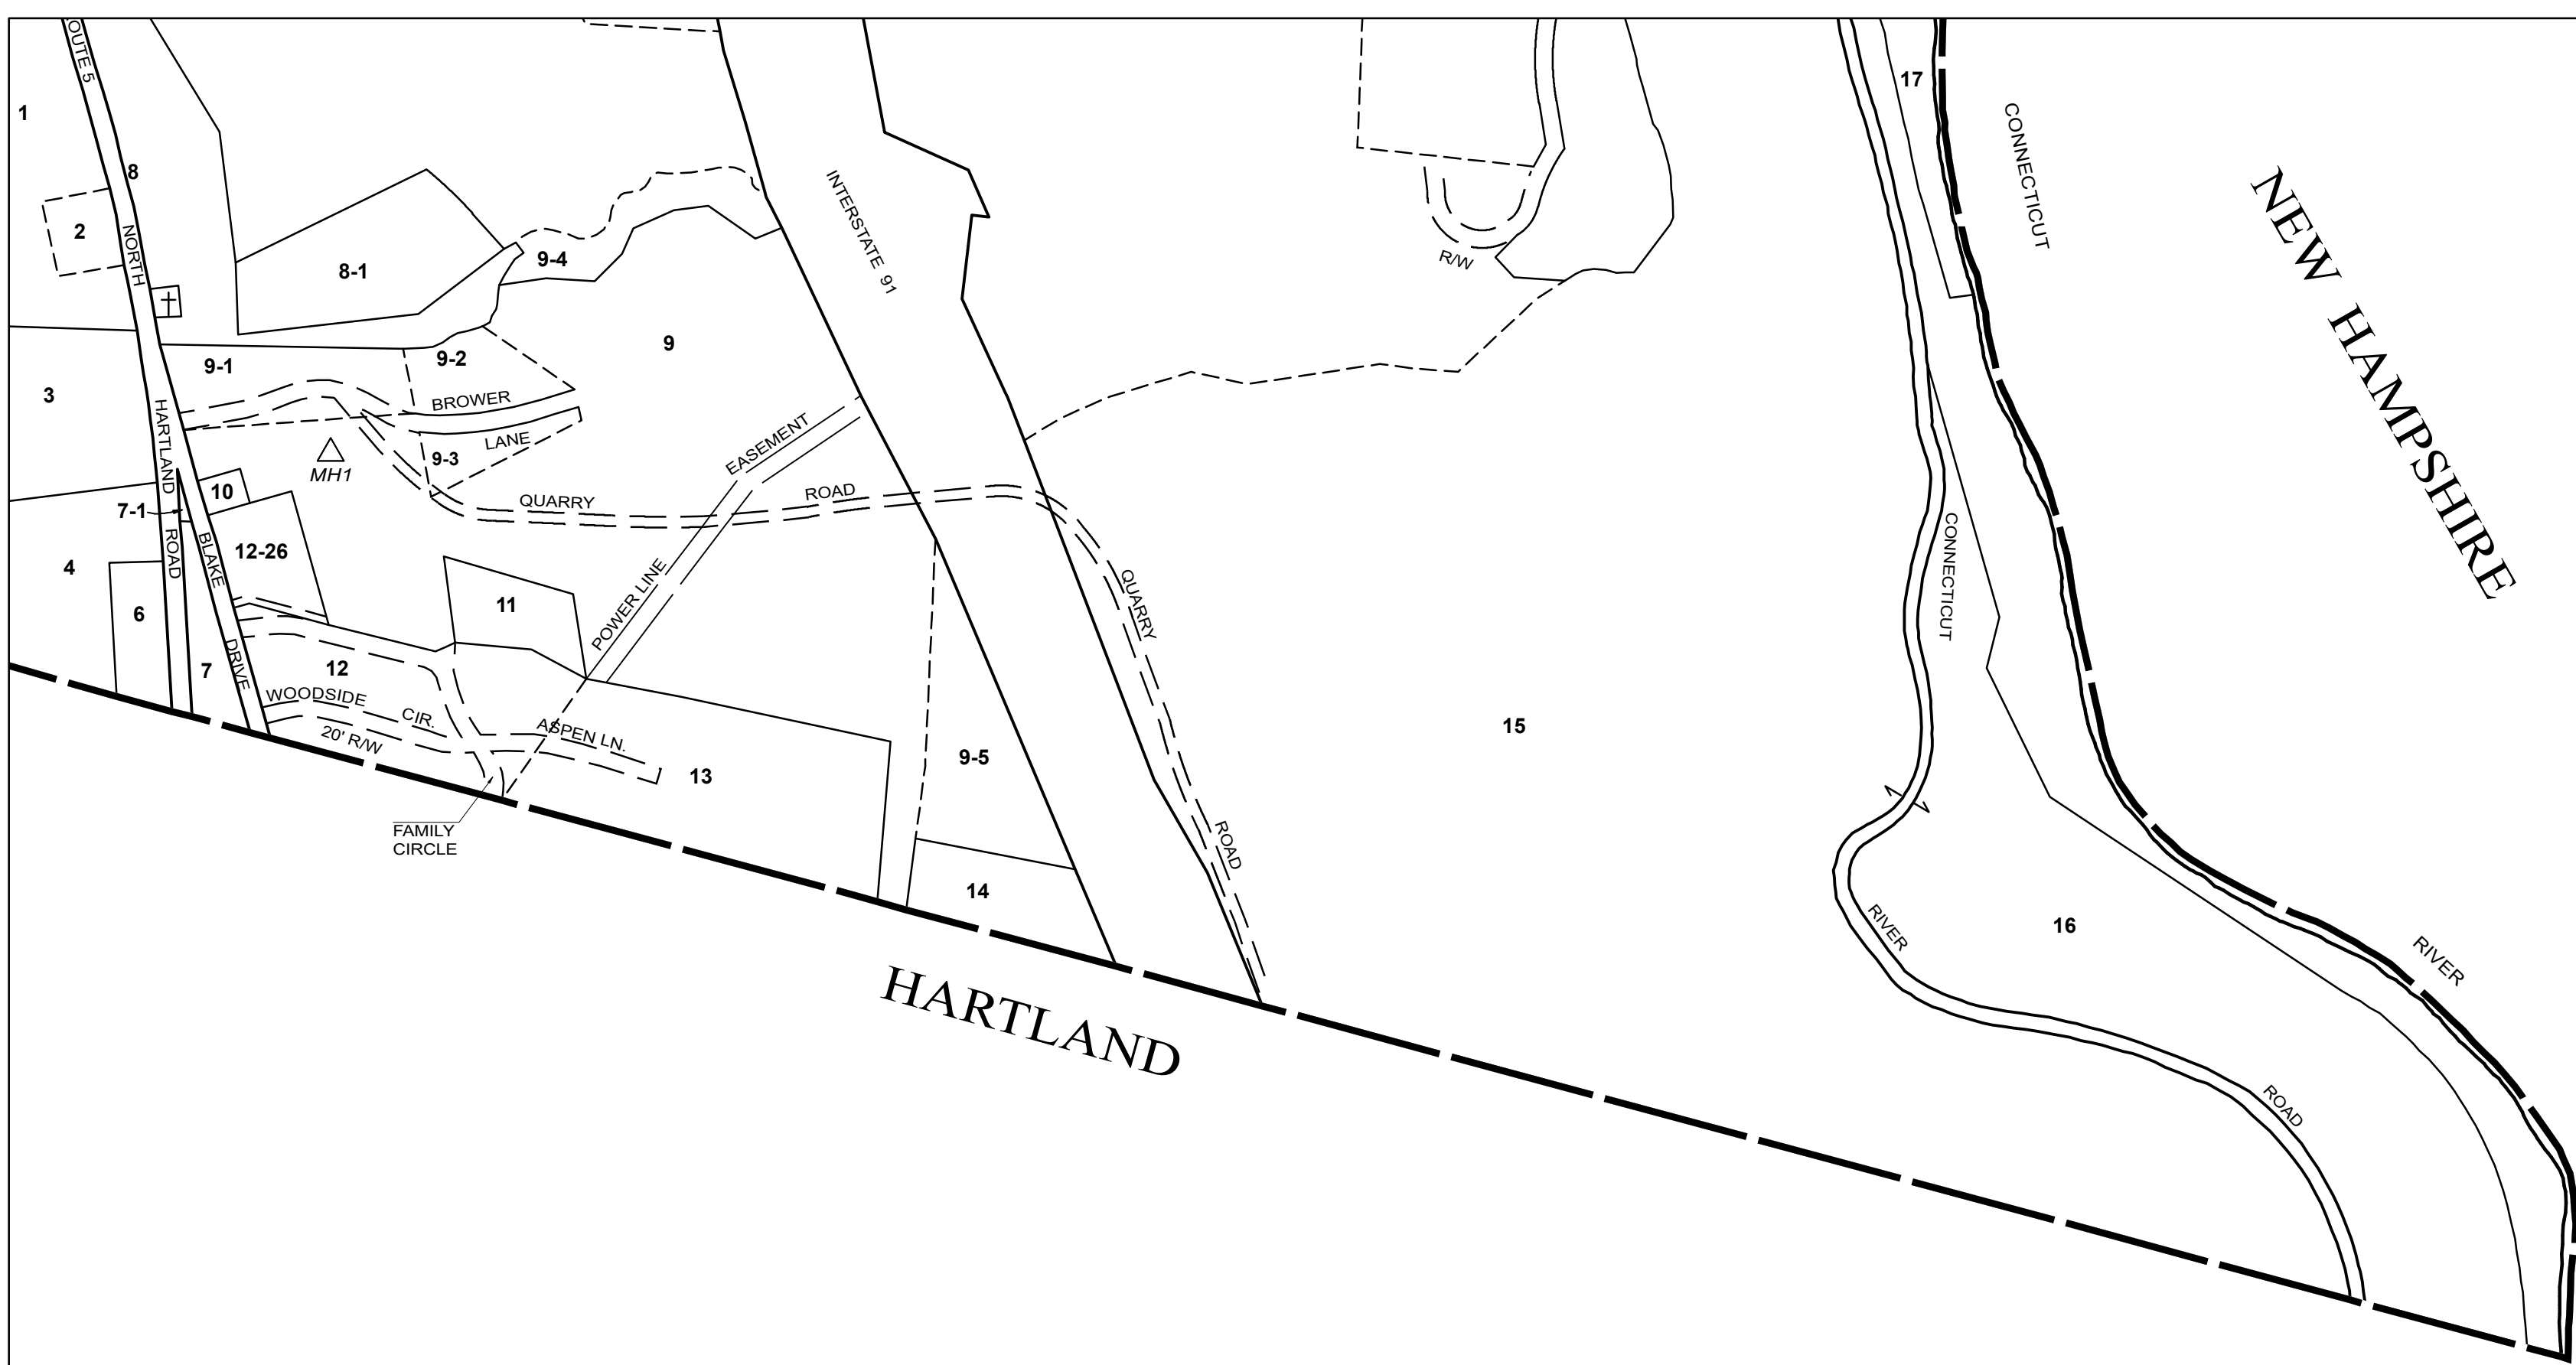 OUTE 5
1
8
2
NORTH
8-1
9-4
INTERSTATE 91
R/W
17
CONNECTICUT
NEW HAMPSHIRE
3
9-1
9-2
9
BROWER
LANE
9-3
MH1
HARTLAND
ROAD
EASEMENT
POWER LINE
QUARRY
ROAD
10
7-1
12-26
BLAKE
DRIVE
4
6
7
11
12
WOODSIDE
CIR.
20' R/W
ASPEN LN.
13
FAMILY
CIRCLE
9-5
14
QUARRY
ROAD
15
CONNECTICUT
RIVER
ROAD
16
RIVER
HARTLAND